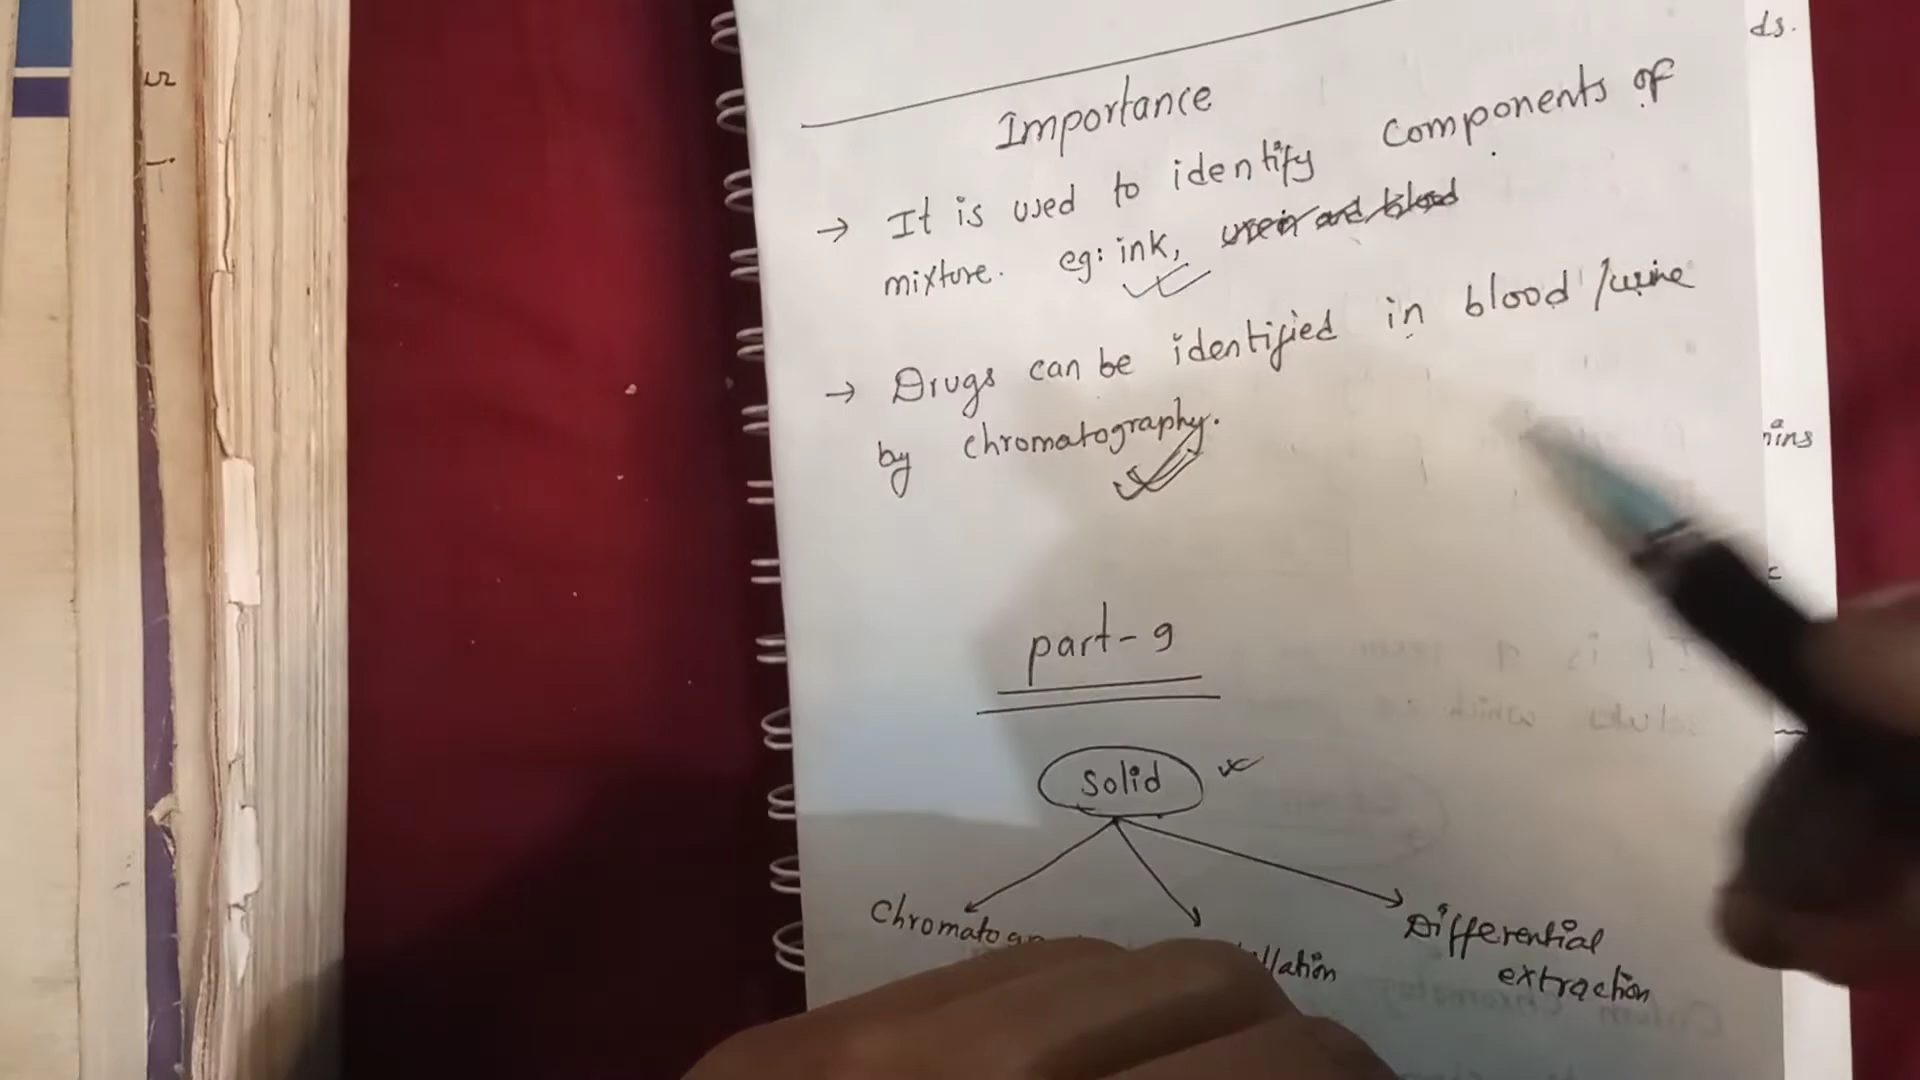 ds.
Importance
→ It is used to identify components of
mixture. eg: ink,
→ Drugs can be identified in blood/urine
by chromatography.
part-9
Solid
Differential
extraction